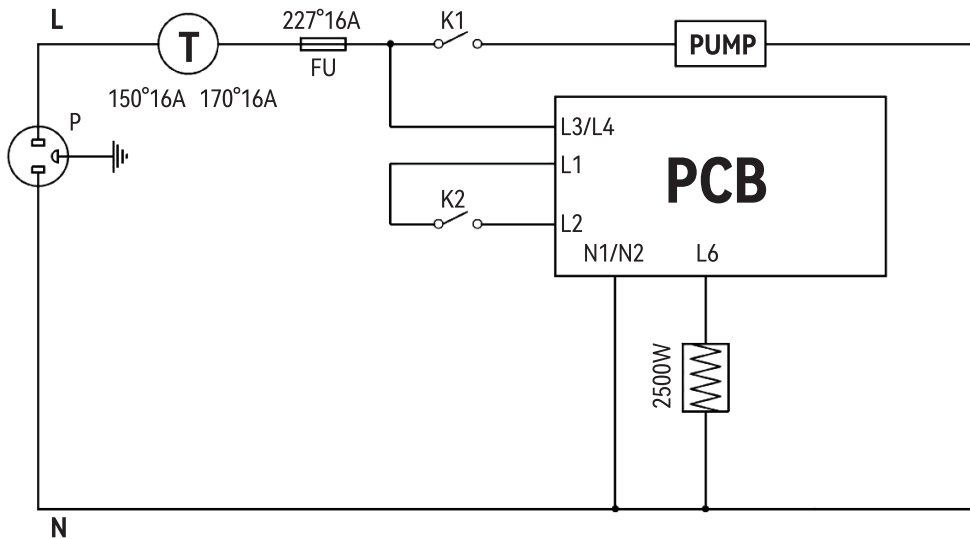 L
227°16A
K1
T
PUMP
FU
150°16A 170°16A
P
L3/L4
L1
PCB
K2
L2
N1/N2 L6
2500W
N